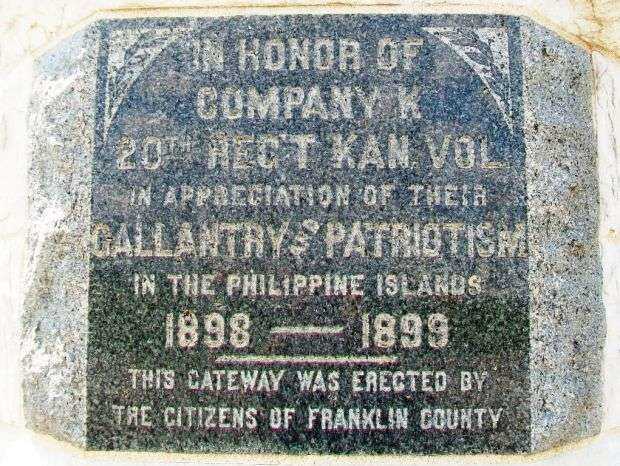 IN HONOR OF
COMPANY K
20TH REG'T KAN. VOL.
IN APPRECIATION OF THEIR
GALLANTRY AND PATRIOTISM
IN THE PHILIPPINE ISLANDS
1898 — 1899
THIS GATEWAY WAS ERECTED BY
THE CITIZENS OF FRANKLIN COUNTY